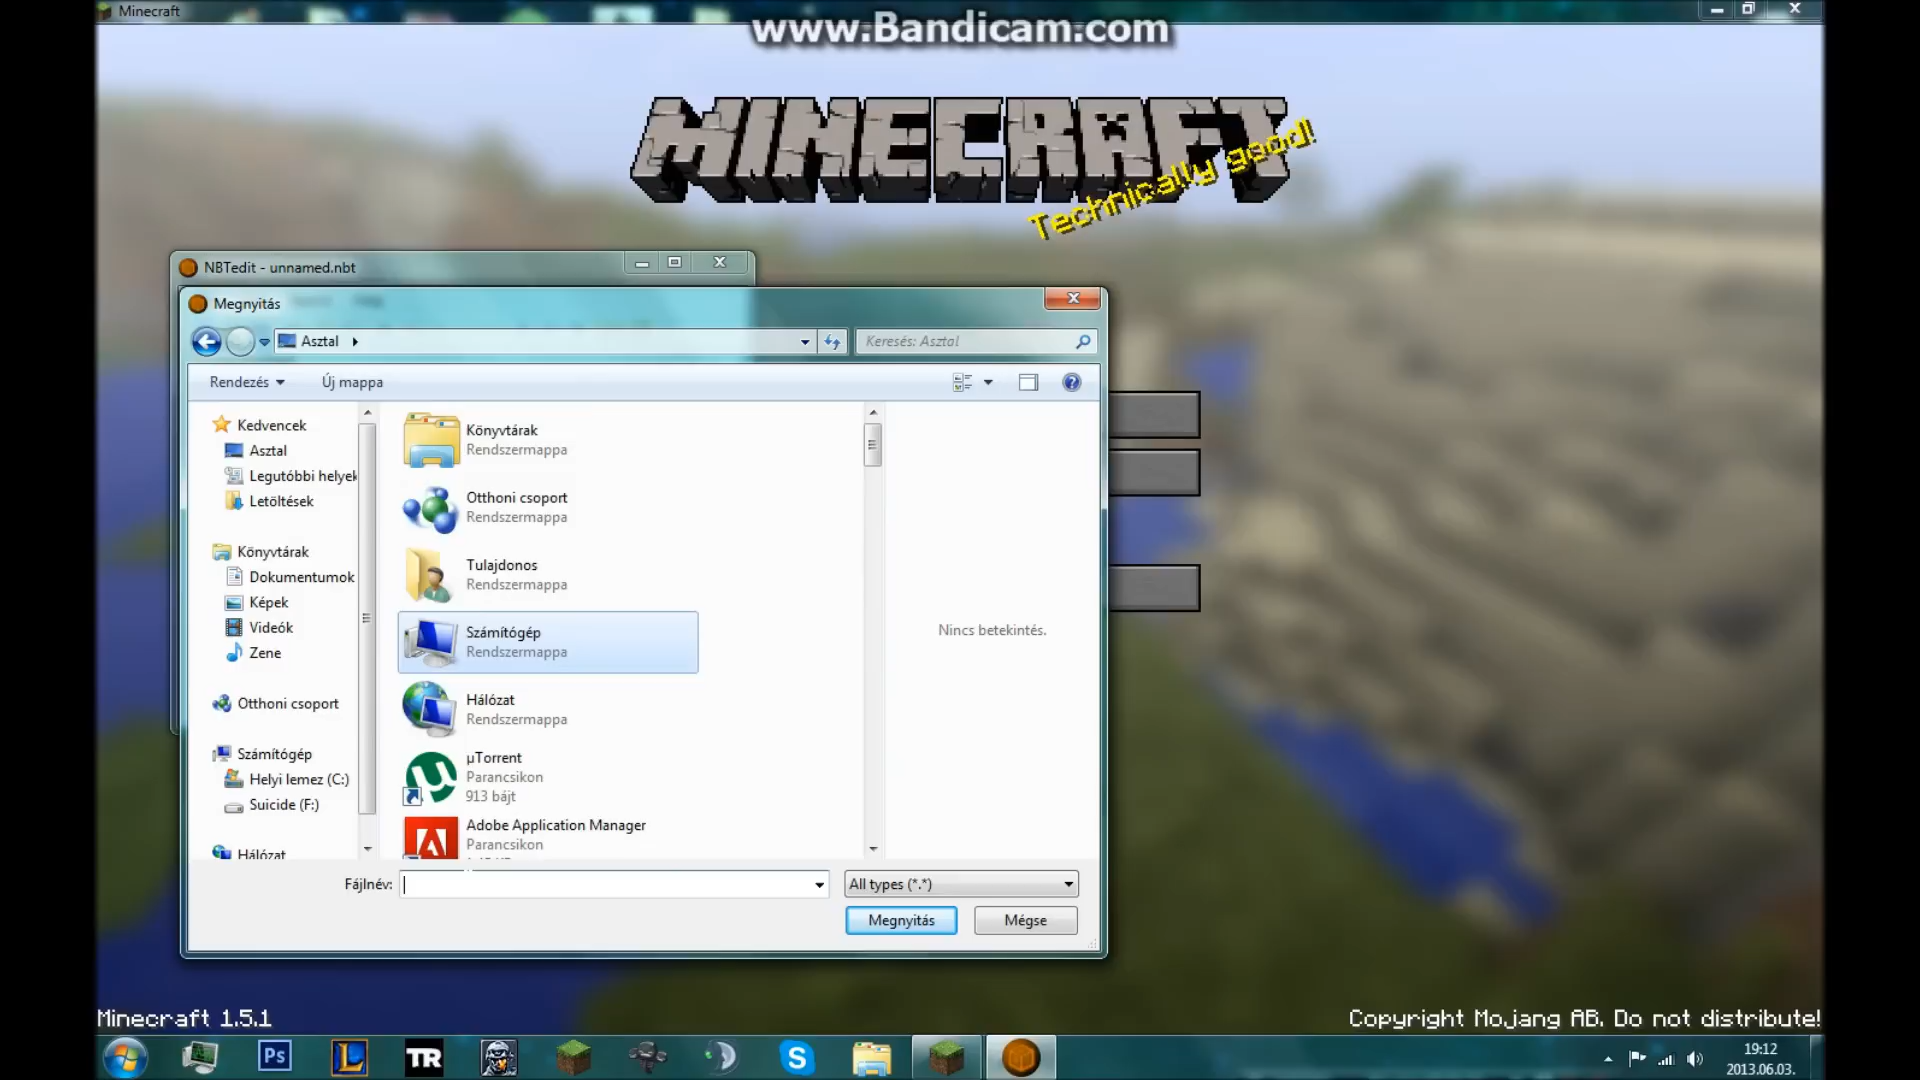 Minecraft
www.Bandicam.com
MINECRAFT
Technically good!
NBTedit - unnamed.nbt
Megnyitás
Asztal
Keresés: Asztal
Rendezés
Új mappa
Kedvencek
Asztal
Legutóbbi helyek
Letöltések
Könyvtárak
Dokumentumok
Képek
Videók
Zene
Otthoni csoport
Számítógép
Helyi lemez (C:)
Suicide (F:)
Hálózat
Könyvtárak
Rendszermappa
Otthoni csoport
Rendszermappa
Tulajdonos
Rendszermappa
Számítógép
Rendszermappa
Hálózat
Rendszermappa
µTorrent
Parancsikon
913 bájt
Adobe Application Manager
Parancsikon
Nincs betekintés.
Fájlnév:
All types (*.*)
Megnyitás
Mégse
Minecraft 1.5.1
Copyright Mojang AB. Do not distribute!
Ps
L
TR
S
19:12
2013.06.03.